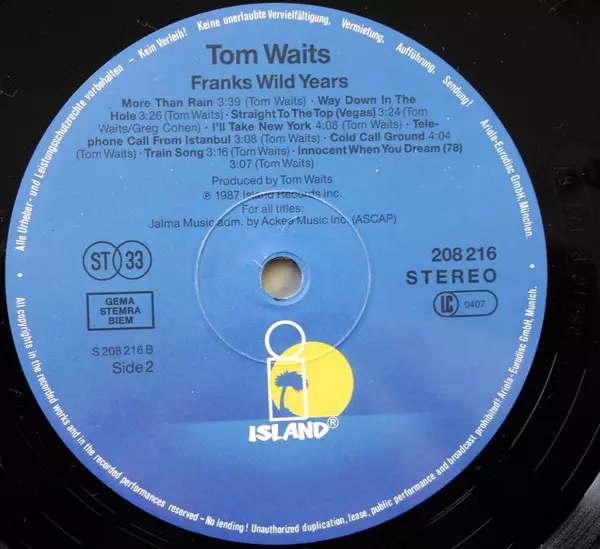 Tom Waits
Franks Wild Years
More Than Rain 3:39 (Tom Waits) · Way Down In The
Hole 3:26 (Tom Waits) · Straight To The Top (Vegas) 3:24 (Tom
Waits/Greg Cohen) · I'll Take New York 4:08 (Tom Waits) · Tele-
phone Call From Istanbul 3:08 (Tom Waits) · Cold Call Ground 4:04
(Tom Waits) · Train Song 3:16 (Tom Waits) · Innocent When You Dream (78)
3:07 (Tom Waits)
Produced by Tom Waits
℗ 1987 Island Records Inc.
For all titles:
Jalma Music adm. by Ackee Music Inc. (ASCAP)
ST 33
208 216
STEREO
GEMA
STEMRA
BIEM
LC 0407
S 208 216 B
Side 2
ISLAND®
Alle Urheber- und Leistungsschutzrechte vorbehalten – Kein Verleih! Keine unerlaubte Vervielfältigung, Vermietung, Aufführung, Sendung! Ariola-Eurodisc GmbH, München.
All copyrights in the recorded works and in the recorded performances reserved – No lending! Unauthorized duplication, lease, public performance and broadcast prohibited! Ariola-Eurodisc GmbH, Munich.